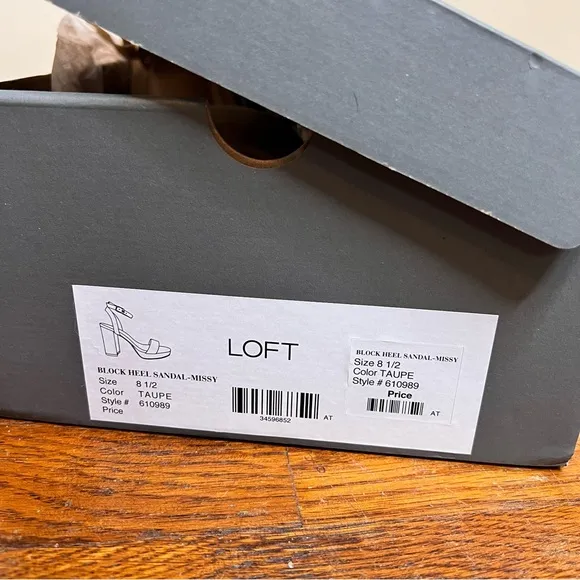 LOFT
BLOCK HEEL SANDAL-MISSY
Size 8 1/2
Color TAUPE
Style # 610989
Price
34596852 AT
BLOCK HEEL SANDAL-MISSY
Size 8 1/2
Color TAUPE
Style # 610989
Price
AT